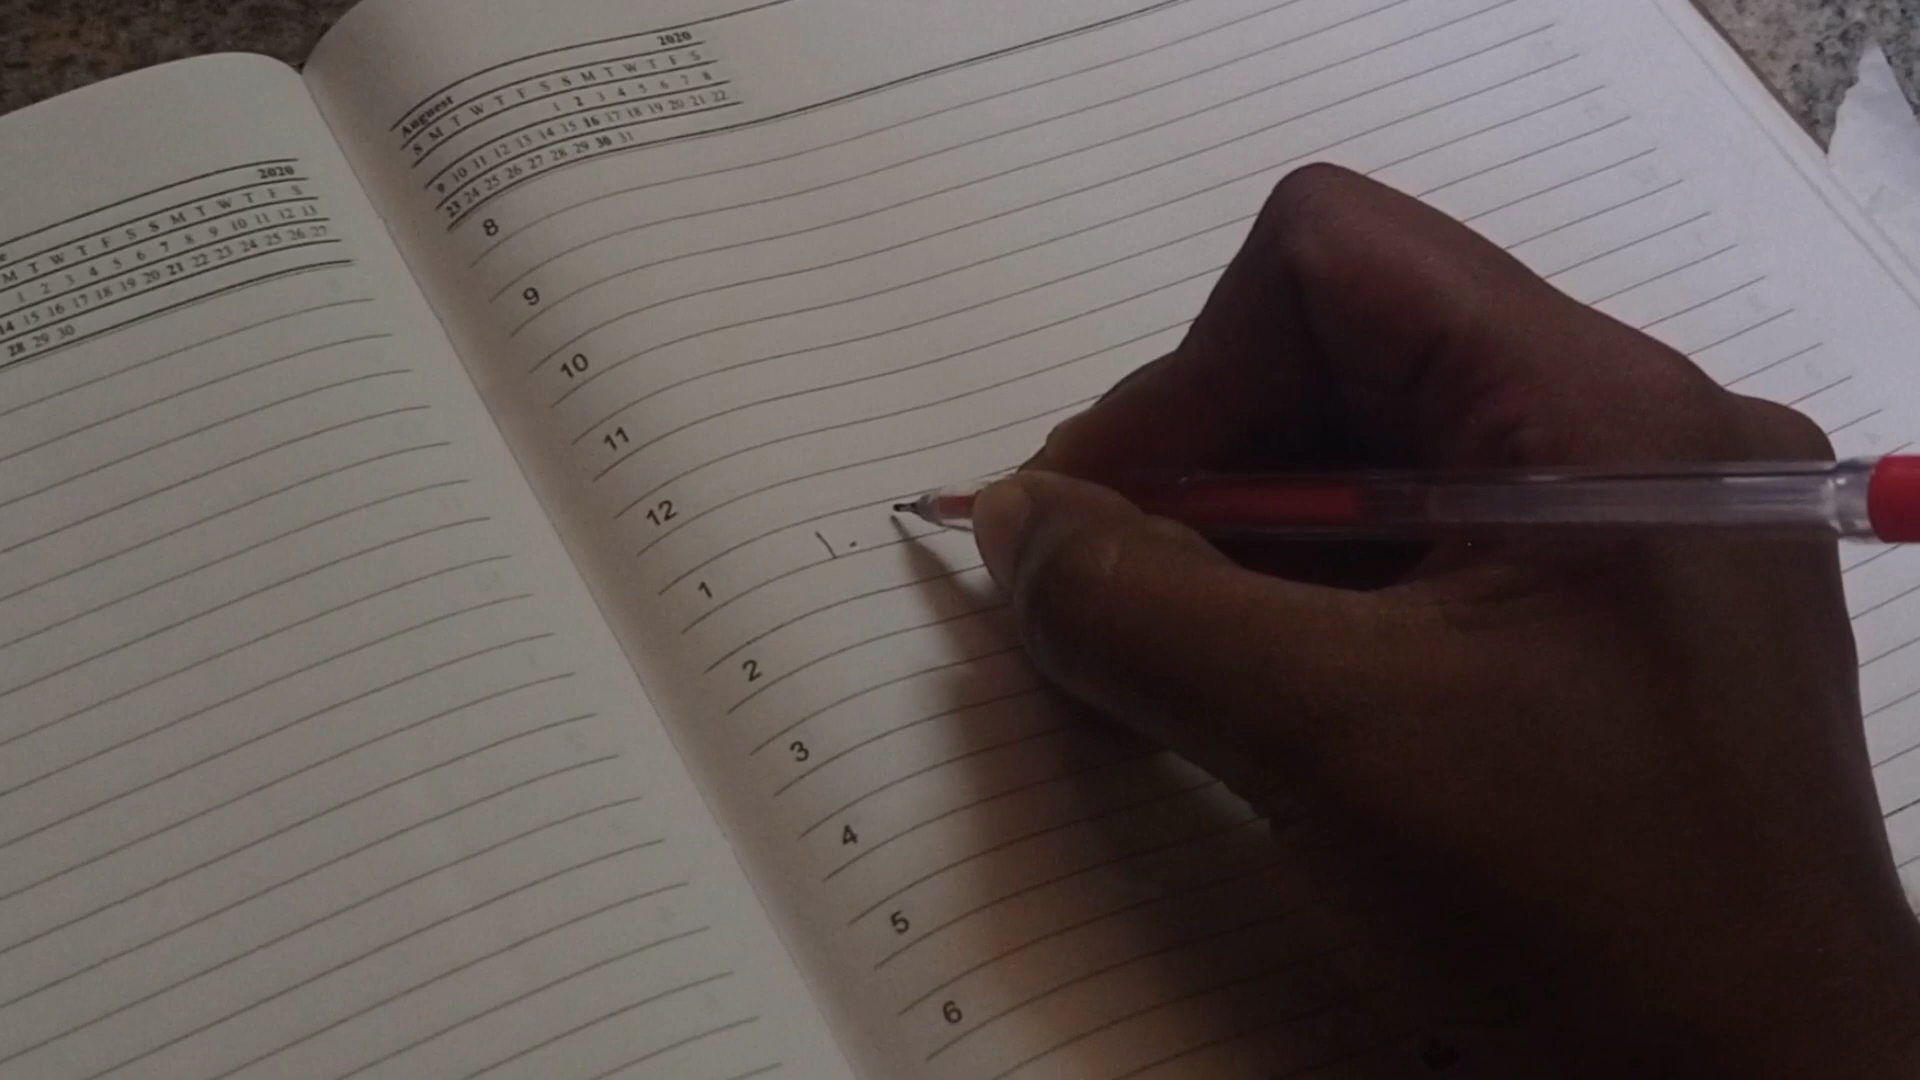 2020
M T W T F S S M T W T F S
1 2 3 4 5 6 7 8 9 10 11 12 13
14 15 16 17 18 19 20 21 22 23 24 25 26 27
28 29 30
2020
Auguest
S M T W T F S S M T W T F S
1 2 3 4 5 6 7 8
9 10 11 12 13 14 15 16 17 18 19 20 21 22
23 24 25 26 27 28 29 30 31
8
9
10
11
12
1.
1
2
3
4
5
6